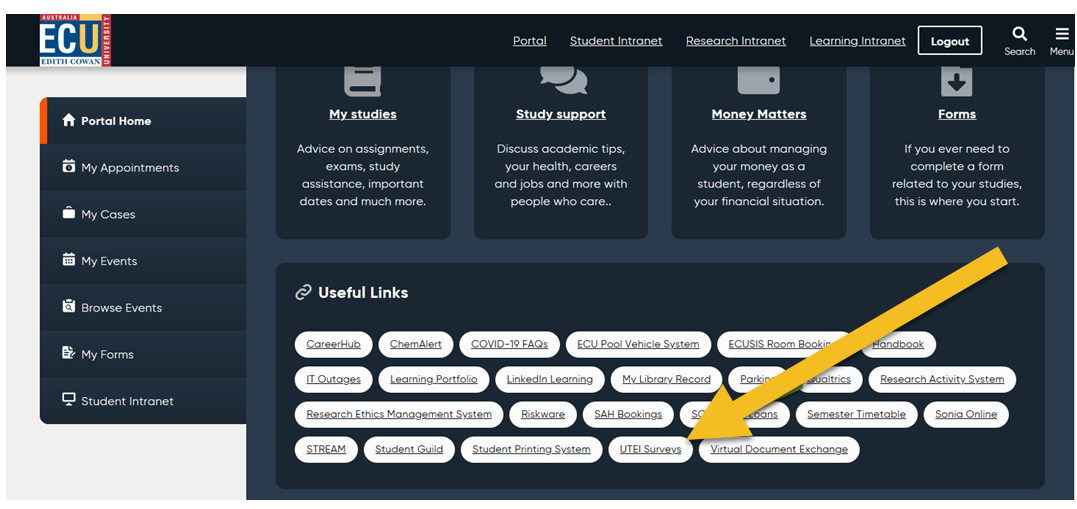 AUSTRALIA
ECU
UNIVERSITY
EDITH COWAN
Portal Student Intranet Research Intranet Learning Intranet Logout Search Menu
Portal Home
My Appointments
My Cases
My Events
Browse Events
My Forms
Student Intranet
My studies
Advice on assignments,
exams, study
assistance, important
dates and much more.
Study support
Discuss academic tips,
your health, careers
and jobs and more with
people who care..
Money Matters
Advice about managing
your money as a
student, regardless of
your financial situation.
Forms
If you ever need to
complete a form
related to your studies,
this is where you start.
Useful Links
CareerHub ChemAlert COVID-19 FAQs ECU Pool Vehicle System ECUSIS Room Handbook
IT Outages Learning Portfolio LinkedIn Learning My Library Record Research Activity System
Research Ethics Management System Riskware SAH Bookings Loans Semester Timetable Sonia Online
STREAM Student Guild Student Printing System UTEI Surveys Virtual Document Exchange